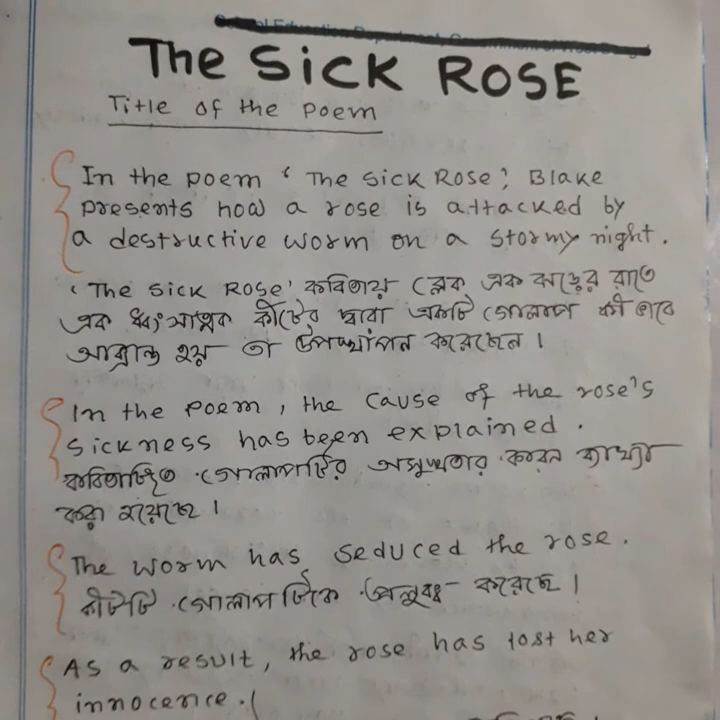 The SiCK ROSE
Title of the poem
In the poem ‘ The Sick Rose’, Blake
presents how a rose is attacked by
a destructive worm on a stormy night.
‘ The Sick Rose’ কবিতায় ব্লেক এক ঝড়ের রাতে
এক ধ্বংসাত্মক কীটের দ্বারা একটি গোলাপ কী ভাবে
আক্রান্ত হয় তা উপস্থাপন করেছেন ।
In the poem, the cause of the rose's
sickness has been explained .
কবিতাটিতে গোলাপটির অসুস্থতার কারন ব্যাখ্যা
করা হয়েছে ।
The worm has seduced the rose .
কীটটি গোলাপটিকে করেছে ।
As a result, the rose has lost her
innocence .(